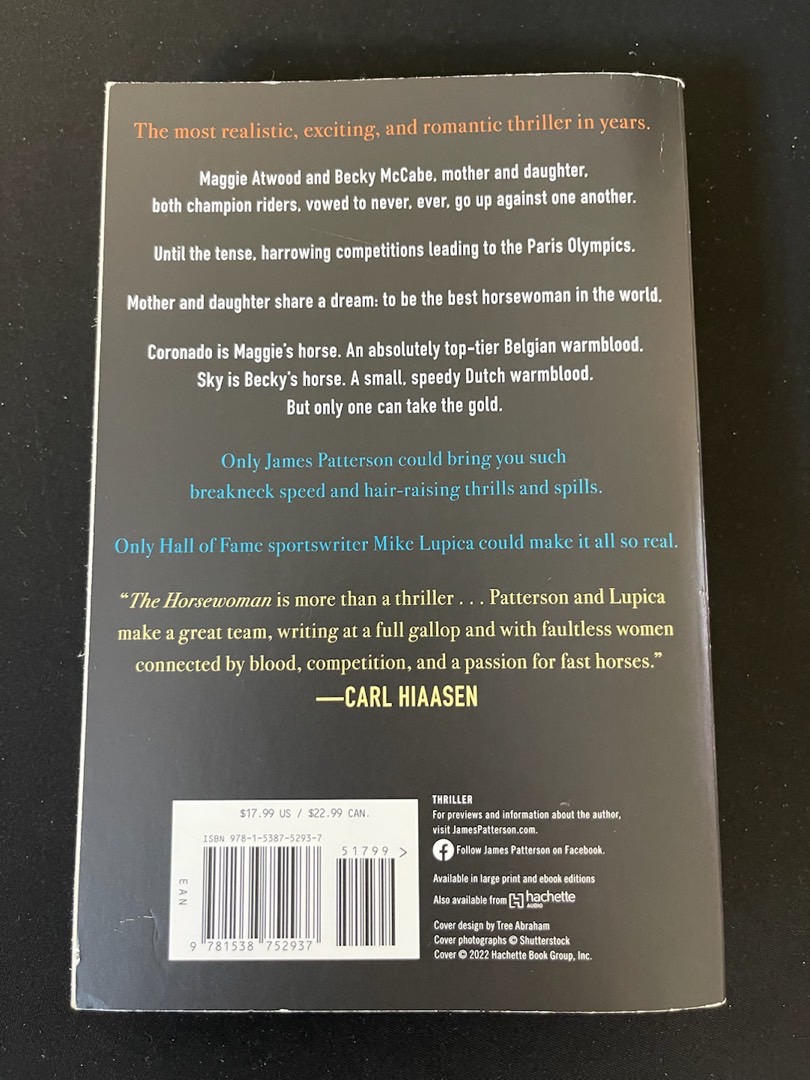 The most realistic, exciting, and romantic thriller in years.
Maggie Atwood and Becky McCabe, mother and daughter,
both champion riders, vowed to never, ever, go up against one another.
Until the tense, harrowing competitions leading to the Paris Olympics.
Mother and daughter share a dream: to be the best horsewoman in the world.
Coronado is Maggie's horse. An absolutely top-tier Belgian warmblood.
Sky is Becky's horse. A small, speedy Dutch warmblood.
But only one can take the gold.
Only James Patterson could bring you such
breakneck speed and hair-raising thrills and spills.
Only Hall of Fame sportswriter Mike Lupica could make it all so real.
“The Horsewoman is more than a thriller . . . Patterson and Lupica
make a great team, writing at a full gallop and with faultless women
connected by blood, competition, and a passion for fast horses.”
—CARL HIAASEN
$17.99 US / $22.99 CAN.
ISBN 978-1-5387-5293-7
51799 >
EAN
9 781538 752937
THRILLER
For previews and information about the author,
visit JamesPatterson.com.
Follow James Patterson on Facebook.
Available in large print and ebook editions
Also available from hachette
AUDIO
Cover design by Tree Abraham
Cover photographs © Shutterstock
Cover © 2022 Hachette Book Group, Inc.